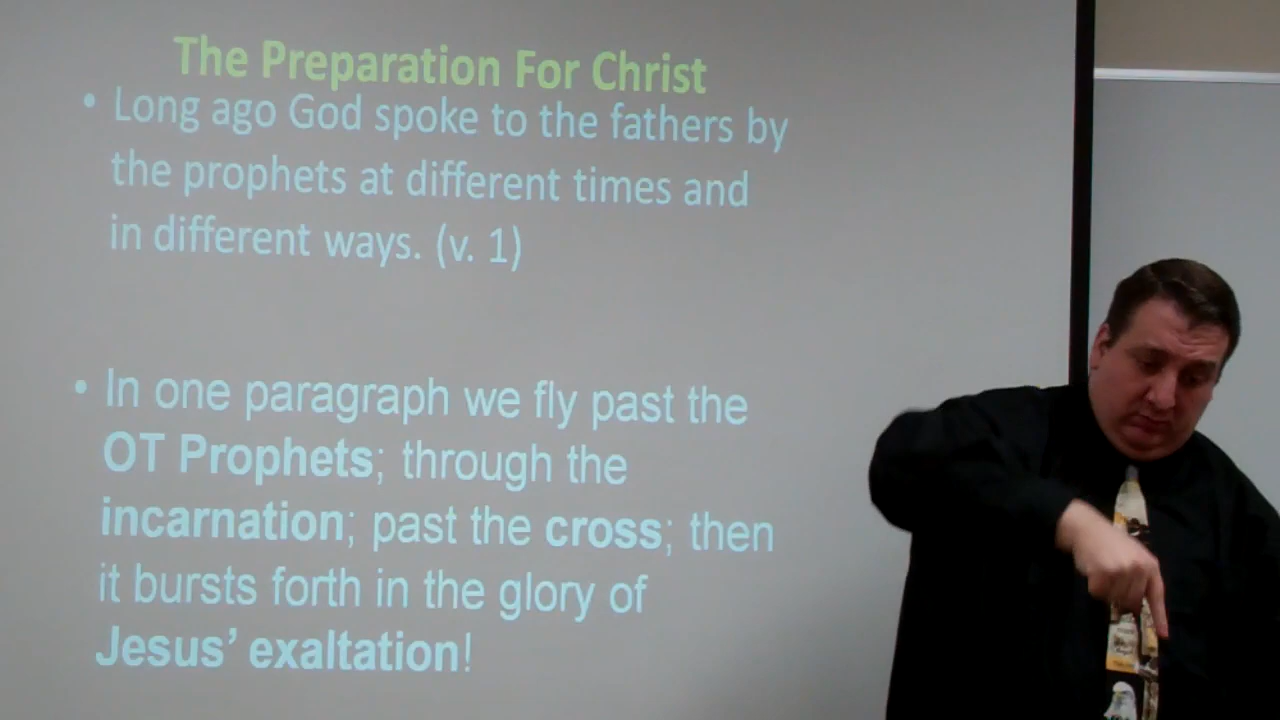 The Preparation For Christ
• Long ago God spoke to the fathers by
the prophets at different times and
in different ways. (v. 1)
• In one paragraph we fly past the
OT Prophets; through the
incarnation; past the cross; then
it bursts forth in the glory of
Jesus’ exaltation!